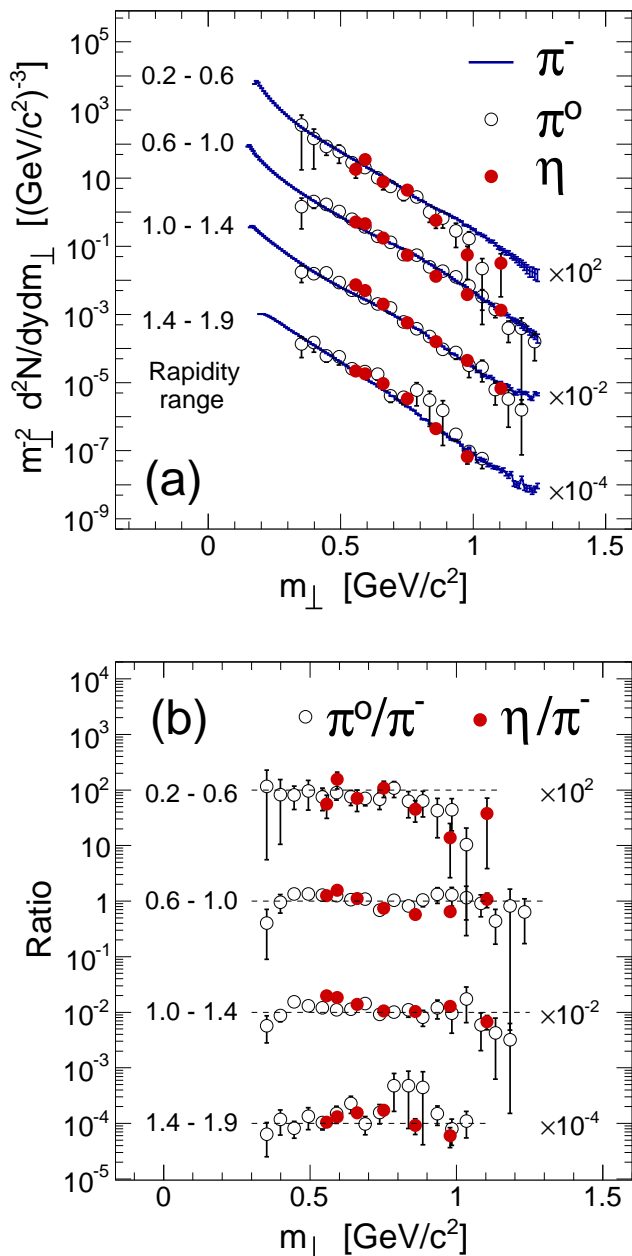 10^5
10^3
10
10^-1
10^-3
10^-5
10^-7
10^-9
m⊥^-2 d^2N/dydm⊥ [(GeV/c^2)^-3]
0.2 - 0.6
0.6 - 1.0
1.0 - 1.4
1.4 - 1.9
Rapidity
range
(a)
π^-
π^o
η
×10^2
×10^-2
×10^-4
0 0.5 1 1.5
m⊥ [GeV/c^2]
10^4
10^3
10^2
10
1
10^-1
10^-2
10^-3
10^-4
10^-5
Ratio
(b)
π^o/π^- η/π^-
0.2 - 0.6 ×10^2
0.6 - 1.0
1.0 - 1.4 ×10^-2
1.4 - 1.9 ×10^-4
0 0.5 1 1.5
m⊥ [GeV/c^2]